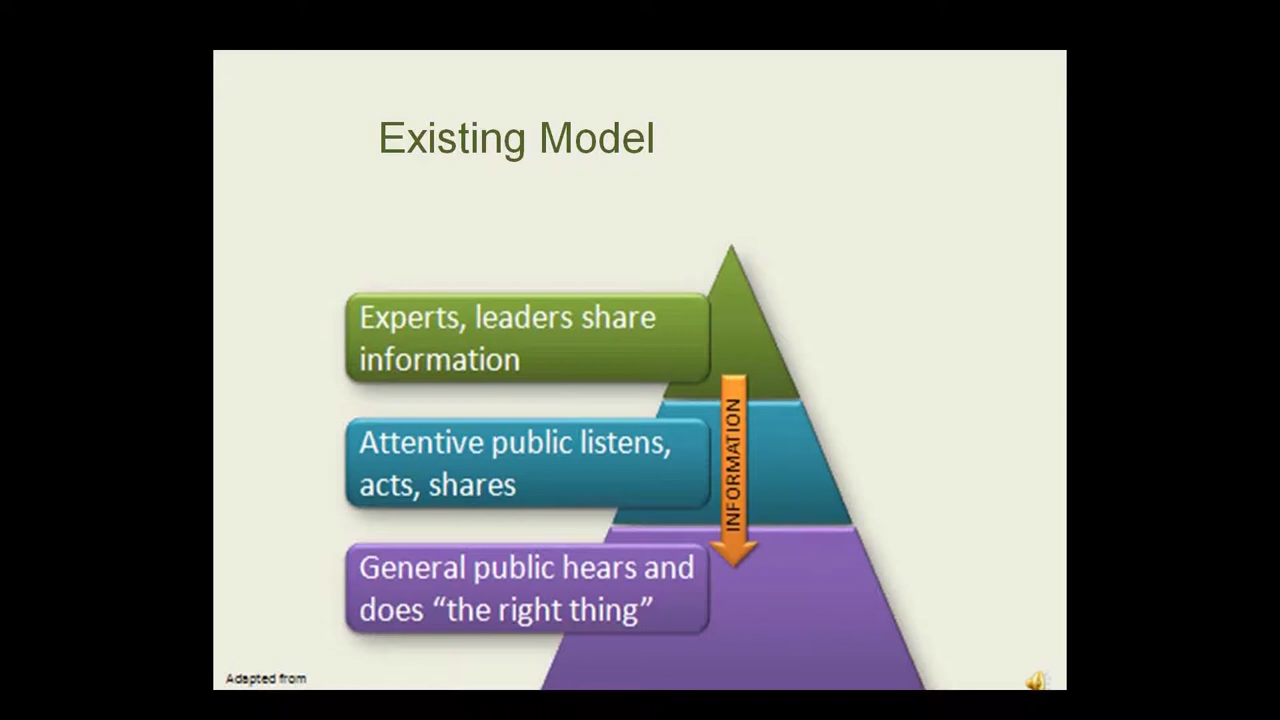 Existing Model
Experts, leaders share
information
Attentive public listens,
acts, shares
INFORMATION
General public hears and
does “the right thing”
Adapted from